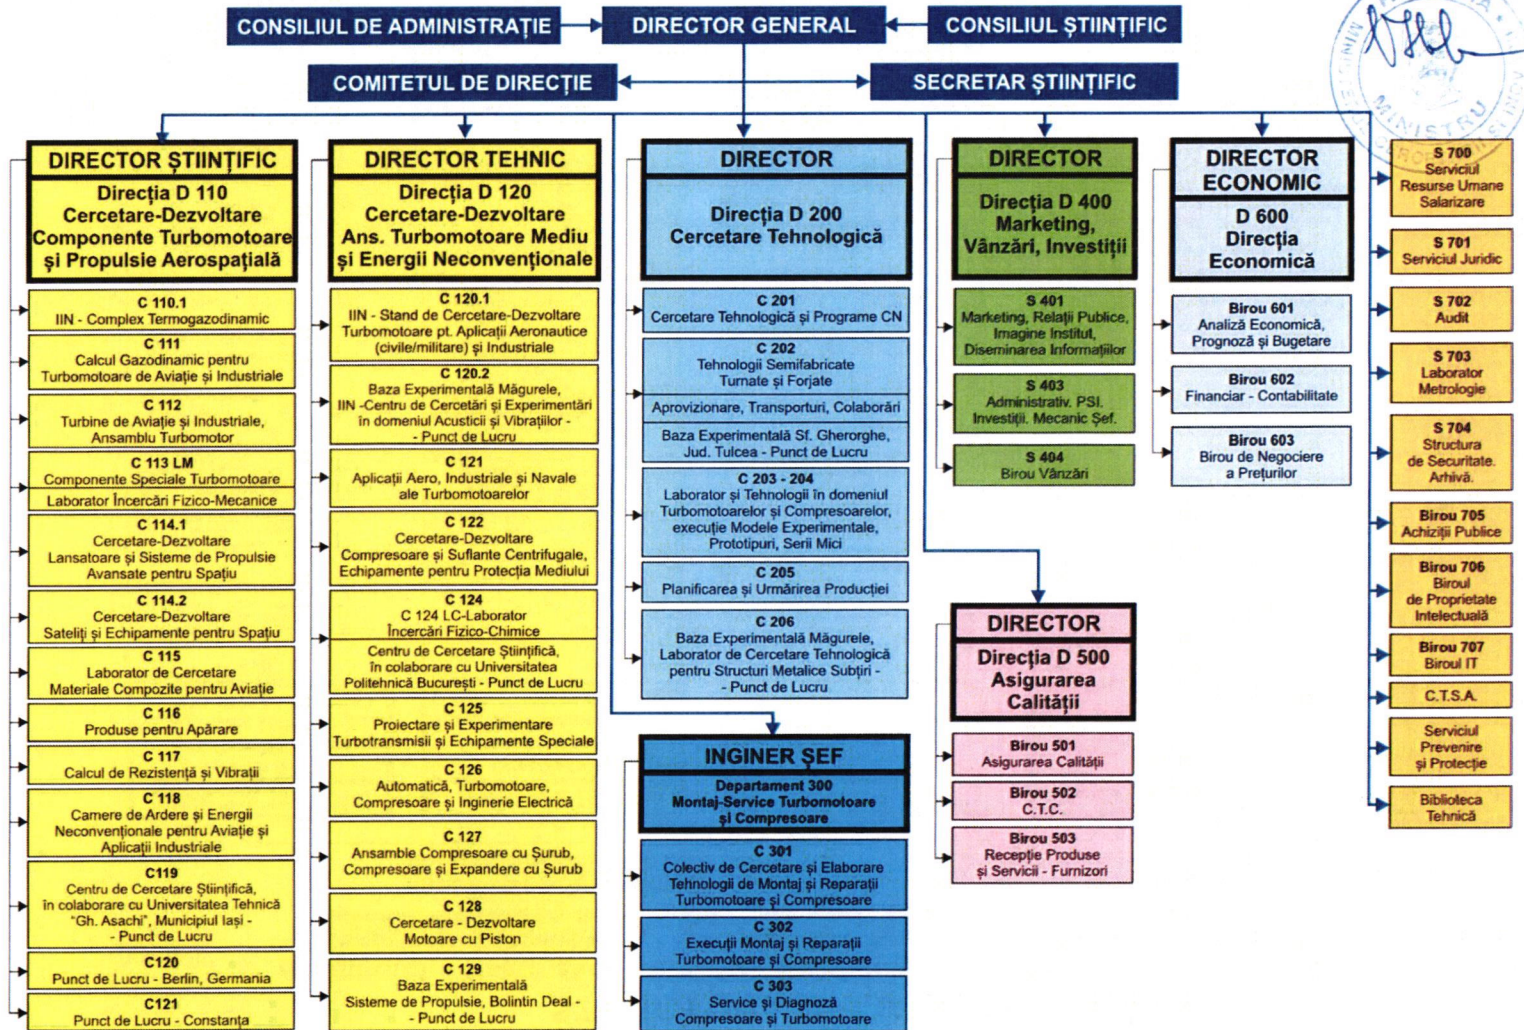 CONSILIUL DE ADMINISTRAȚIE
DIRECTOR GENERAL
CONSILIUL ȘTIINȚIFIC
COMITETUL DE DIRECȚIE
SECRETAR ȘTIINȚIFIC
MINISTRU
DIRECTOR ȘTIINȚIFIC
Direcția D 110
Cercetare-Dezvoltare
Componente Turbomotoare
și Propulsie Aerospațială
C 110.1
IIN - Complex Termogazodinamic
C 111
Calcul Gazodinamic pentru
Turbomotoare de Aviație și Industriale
C 112
Turbine de Aviație și Industriale,
Ansamblu Turbomotor
C 113 LM
Componente Speciale Turbomotoare
Laborator Încercări Fizico-Mecanice
C 114.1
Cercetare-Dezvoltare
Lansatoare și Sisteme de Propulsie
Avansate pentru Spațiu
C 114.2
Cercetare-Dezvoltare
Sateliți și Echipamente pentru Spațiu
C 115
Laborator de Cercetare
Materiale Compozite pentru Aviație
C 116
Produse pentru Apărare
C 117
Calcul de Rezistență și Vibrații
C 118
Camere de Ardere și Energii
Neconvenționale pentru Aviație și
Aplicații Industriale
C119
Centru de Cercetare Științifică,
în colaborare cu Universitatea Tehnică
"Gh. Asachi", Municipiul Iași -
- Punct de Lucru
C120
Punct de Lucru - Berlin, Germania
C121
Punct de Lucru - Constanța
DIRECTOR TEHNIC
Direcția D 120
Cercetare-Dezvoltare
Ans. Turbomotoare Mediu
și Energii Neconvenționale
C 120.1
IIN - Stand de Cercetare-Dezvoltare
Turbomotoare pt. Aplicații Aeronautice
(civile/militare) și Industriale
C 120.2
Baza Experimentală Măgurele,
IIN -Centru de Cercetări și Experimentări
în domeniul Acusticii și Vibrațiilor -
- Punct de Lucru
C 121
Aplicații Aero, Industriale și Navale
ale Turbomotoarelor
C 122
Cercetare-Dezvoltare
Compresoare și Suflante Centrifugale,
Echipamente pentru Protecția Mediului
C 124
C 124 LC-Laborator
Încercări Fizico-Chimice
Centru de Cercetare Științifică,
în colaborare cu Universitatea
Politehnică București - Punct de Lucru
C 125
Proiectare și Experimentare
Turbotransmisii și Echipamente Speciale
C 126
Automatică, Turbomotoare,
Compresoare și Inginerie Electrică
C 127
Ansamble Compresoare cu Șurub,
Compresoare și Expandere cu Șurub
C 128
Cercetare - Dezvoltare
Motoare cu Piston
C 129
Baza Experimentală
Sisteme de Propulsie, Bolintin Deal -
- Punct de Lucru
DIRECTOR
Direcția D 200
Cercetare Tehnologică
C 201
Cercetare Tehnologică și Programe CN
C 202
Tehnologii Semifabricate
Turnate și Forjate
Aprovizionare, Transporturi, Colaborări
Baza Experimentală Sf. Gherorghe,
Jud. Tulcea - Punct de Lucru
C 203 - 204
Laborator și Tehnologii în domeniul
Turbomotoarelor și Compresoarelor,
execuție Modele Experimentale,
Prototipuri, Serii Mici
C 205
Planificarea și Urmărirea Producției
C 206
Baza Experimentală Măgurele,
Laborator de Cercetare Tehnologică
pentru Structuri Metalice Subțiri -
- Punct de Lucru
INGINER ȘEF
Departament 300
Montaj-Service Turbomotoare
și Compresoare
C 301
Colectiv de Cercetare și Elaborare
Tehnologii de Montaj și Reparații
Turbomotoare și Compresoare
C 302
Execuții Montaj și Reparații
Turbomotoare și Compresoare
C 303
Service și Diagnoză
Compresoare și Turbomotoare
DIRECTOR
Direcția D 400
Marketing,
Vânzări, Investiții
S 401
Marketing, Relații Publice,
Imagine Institut,
Diseminarea Informațiilor
S 403
Administrativ. PSI.
Investiții. Mecanic Șef.
S 404
Birou Vânzări
DIRECTOR
Direcția D 500
Asigurarea
Calității
Birou 501
Asigurarea Calității
Birou 502
C.T.C.
Birou 503
Recepție Produse
și Servicii - Furnizori
DIRECTOR
ECONOMIC
D 600
Direcția
Economică
Birou 601
Analiză Economică,
Prognoză și Bugetare
Birou 602
Financiar - Contabilitate
Birou 603
Birou de Negociere
a Prețurilor
S 700
Serviciul
Resurse Umane
Salarizare
S 701
Serviciul Juridic
S 702
Audit
S 703
Laborator
Metrologie
S 704
Structura
de Securitate.
Arhivă.
Birou 705
Achiziții Publice
Birou 706
Biroul
de Proprietate
Intelectuală
Birou 707
Biroul IT
C.T.S.A.
Serviciul
Prevenire
și Protecție
Biblioteca
Tehnică